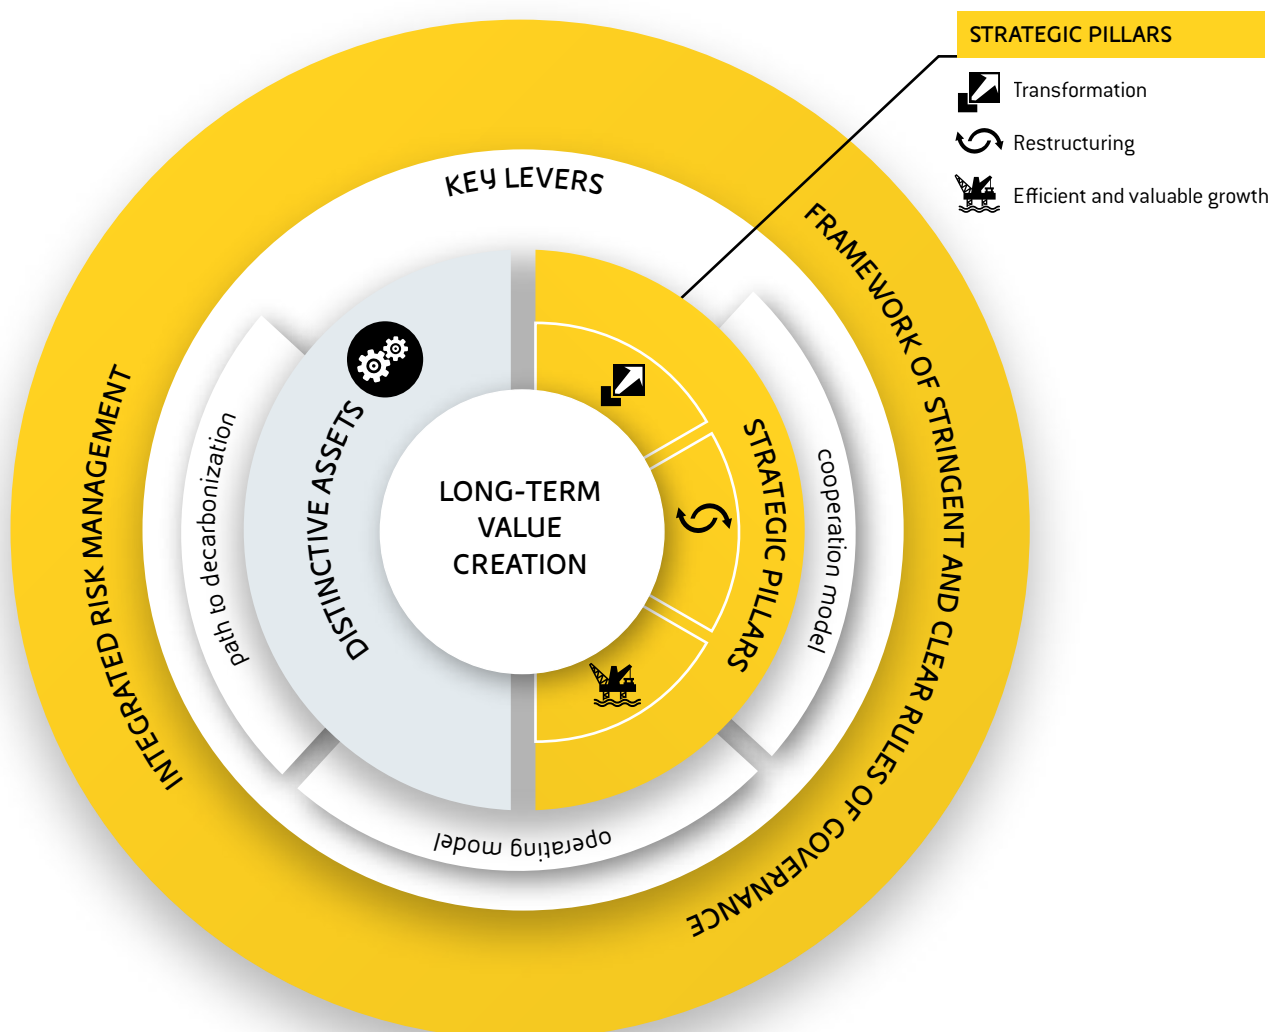 STRATEGIC PILLARS
Transformation
Restructuring
Efficient and valuable growth
KEY LEVERS
FRAMEWORK OF STRINGENT AND CLEAR RULES OF GOVERNANCE
INTEGRATED RISK MANAGEMENT
path to decarbonization
DISTINCTIVE ASSETS
LONG-TERM
VALUE
CREATION
STRATEGIC PILLARS
cooperation model
operating model